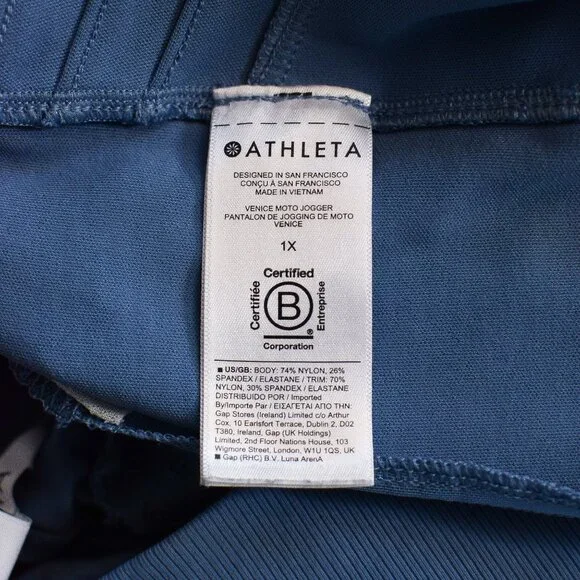 ATHLETA
DESIGNED IN SAN FRANCISCO
CONÇU À SAN FRANCISCO
MADE IN VIETNAM
VENICE MOTO JOGGER
PANTALON DE JOGGING DE MOTO
VENICE
1X
Certified
Certifiée
B
Entreprise
®
Corporation
■ US/GB: BODY: 74% NYLON, 26%
SPANDEX / ELASTANE / TRIM: 70%
NYLON, 30% SPANDEX / ELASTANE
DISTRIBUIDO POR / Imported
By/Importe Par / ΕΙΣΑΓΕΤΑΙ ΑΠΟ ΤΗΝ:
Gap Stores (Ireland) Limited c/o Arthur
Cox, 10 Earlsfort Terrace, Dublin 2, D02
T380, Ireland, Gap (UK Holdings)
Limited, 2nd Floor Nations House, 103
Wigmore Street, London, W1U 1QS, UK
■ Gap (RHC) B.V. Luna ArenA